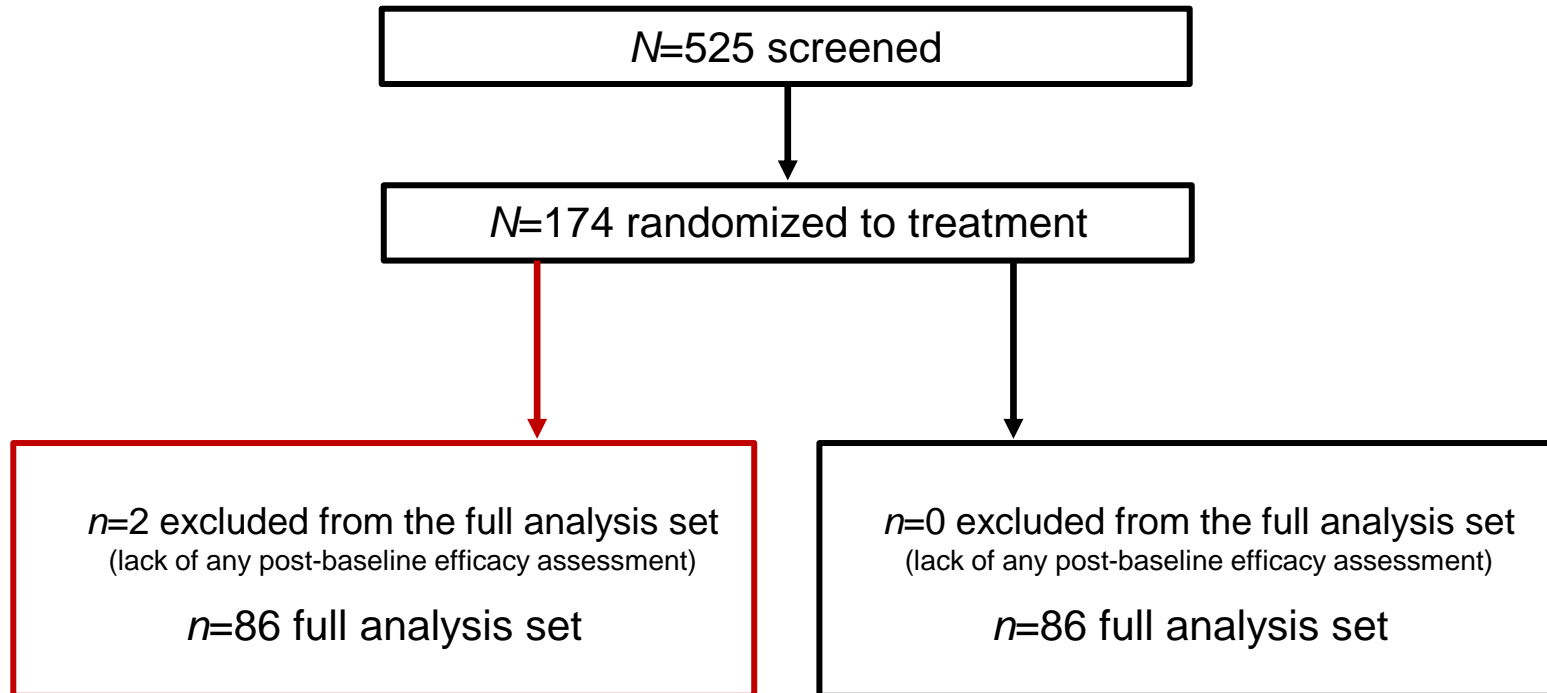 N=525 screened
N=174 randomized to treatment
n=2 excluded from the full analysis set
(lack of any post-baseline efficacy assessment)
n=86 full analysis set
n=0 excluded from the full analysis set
(lack of any post-baseline efficacy assessment)
n=86 full analysis set